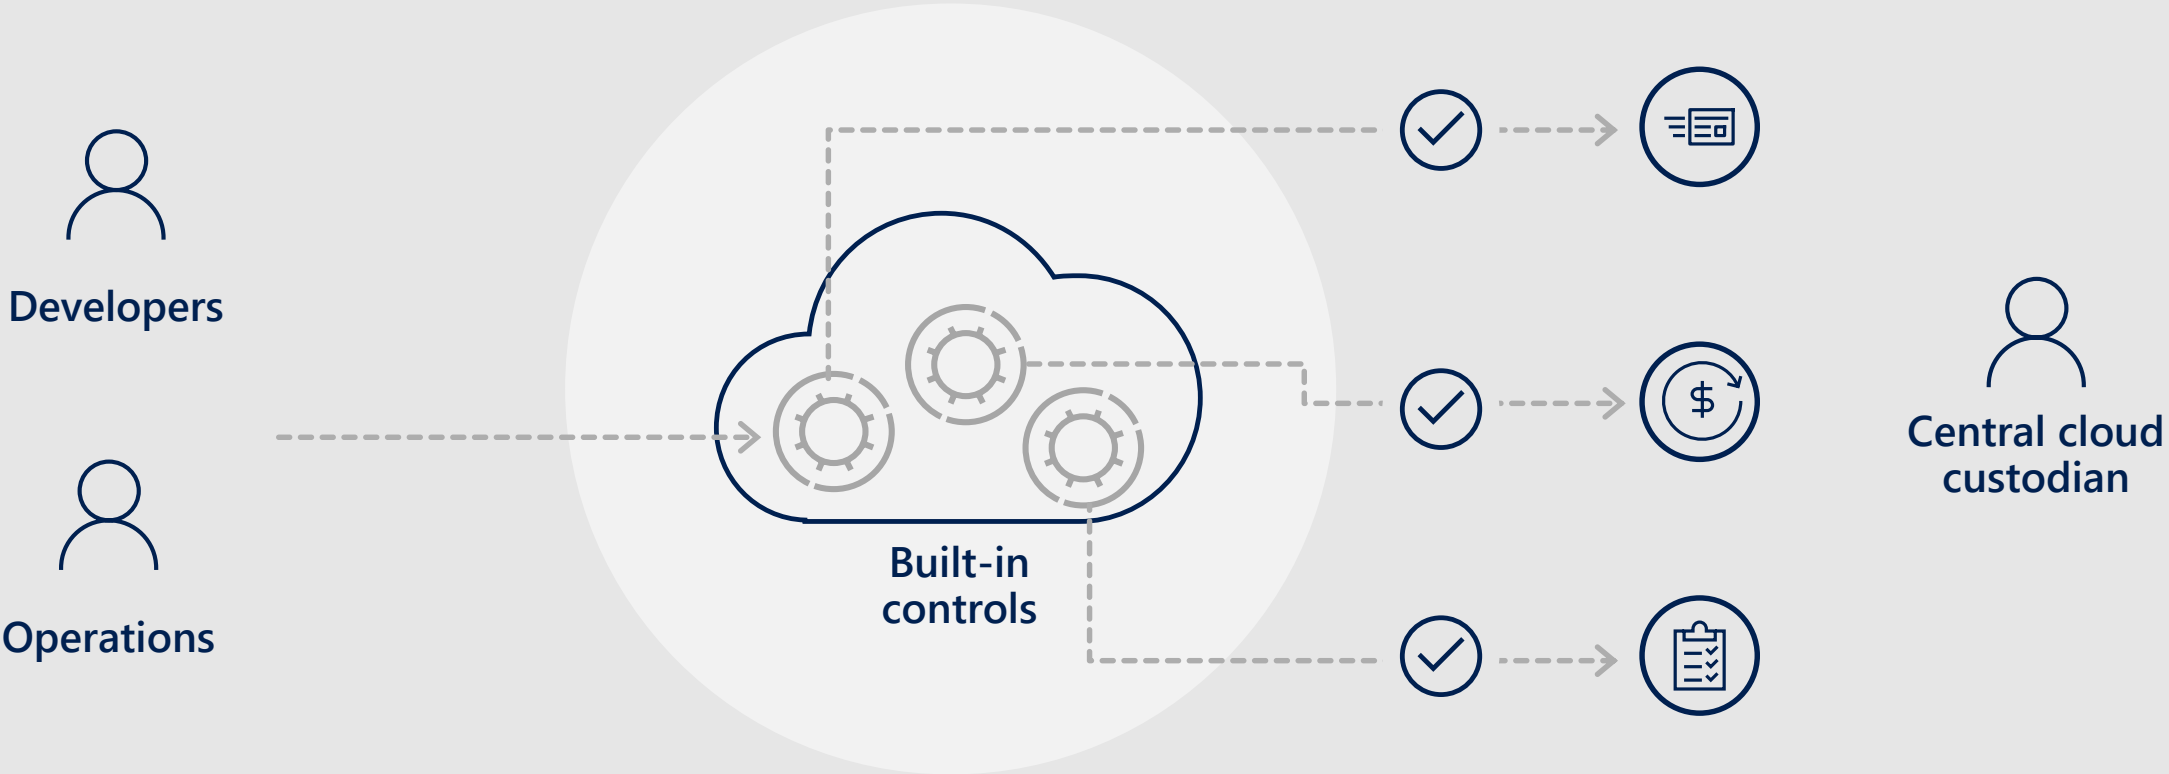 Developers
Operations
Built-in
controls
$
Central cloud
custodian